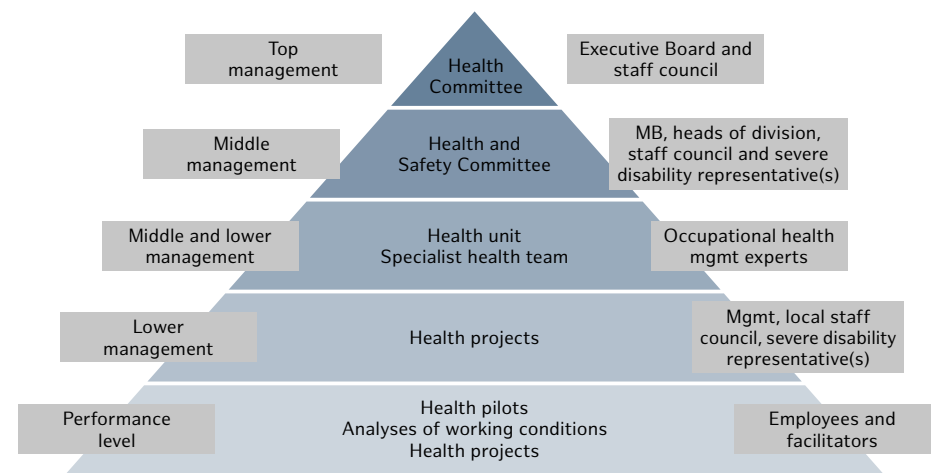 Top
management
Health
Committee
Executive Board and
staff council
Middle
management
Health and
Safety Committee
MB, heads of division,
staff council and severe
disability representative(s)
Middle and lower
management
Health unit
Specialist health team
Occupational health
mgmt experts
Lower
management
Health projects
Mgmt, local staff
council, severe disability
representative(s)
Performance
level
Health pilots
Analyses of working conditions
Health projects
Employees and
facilitators